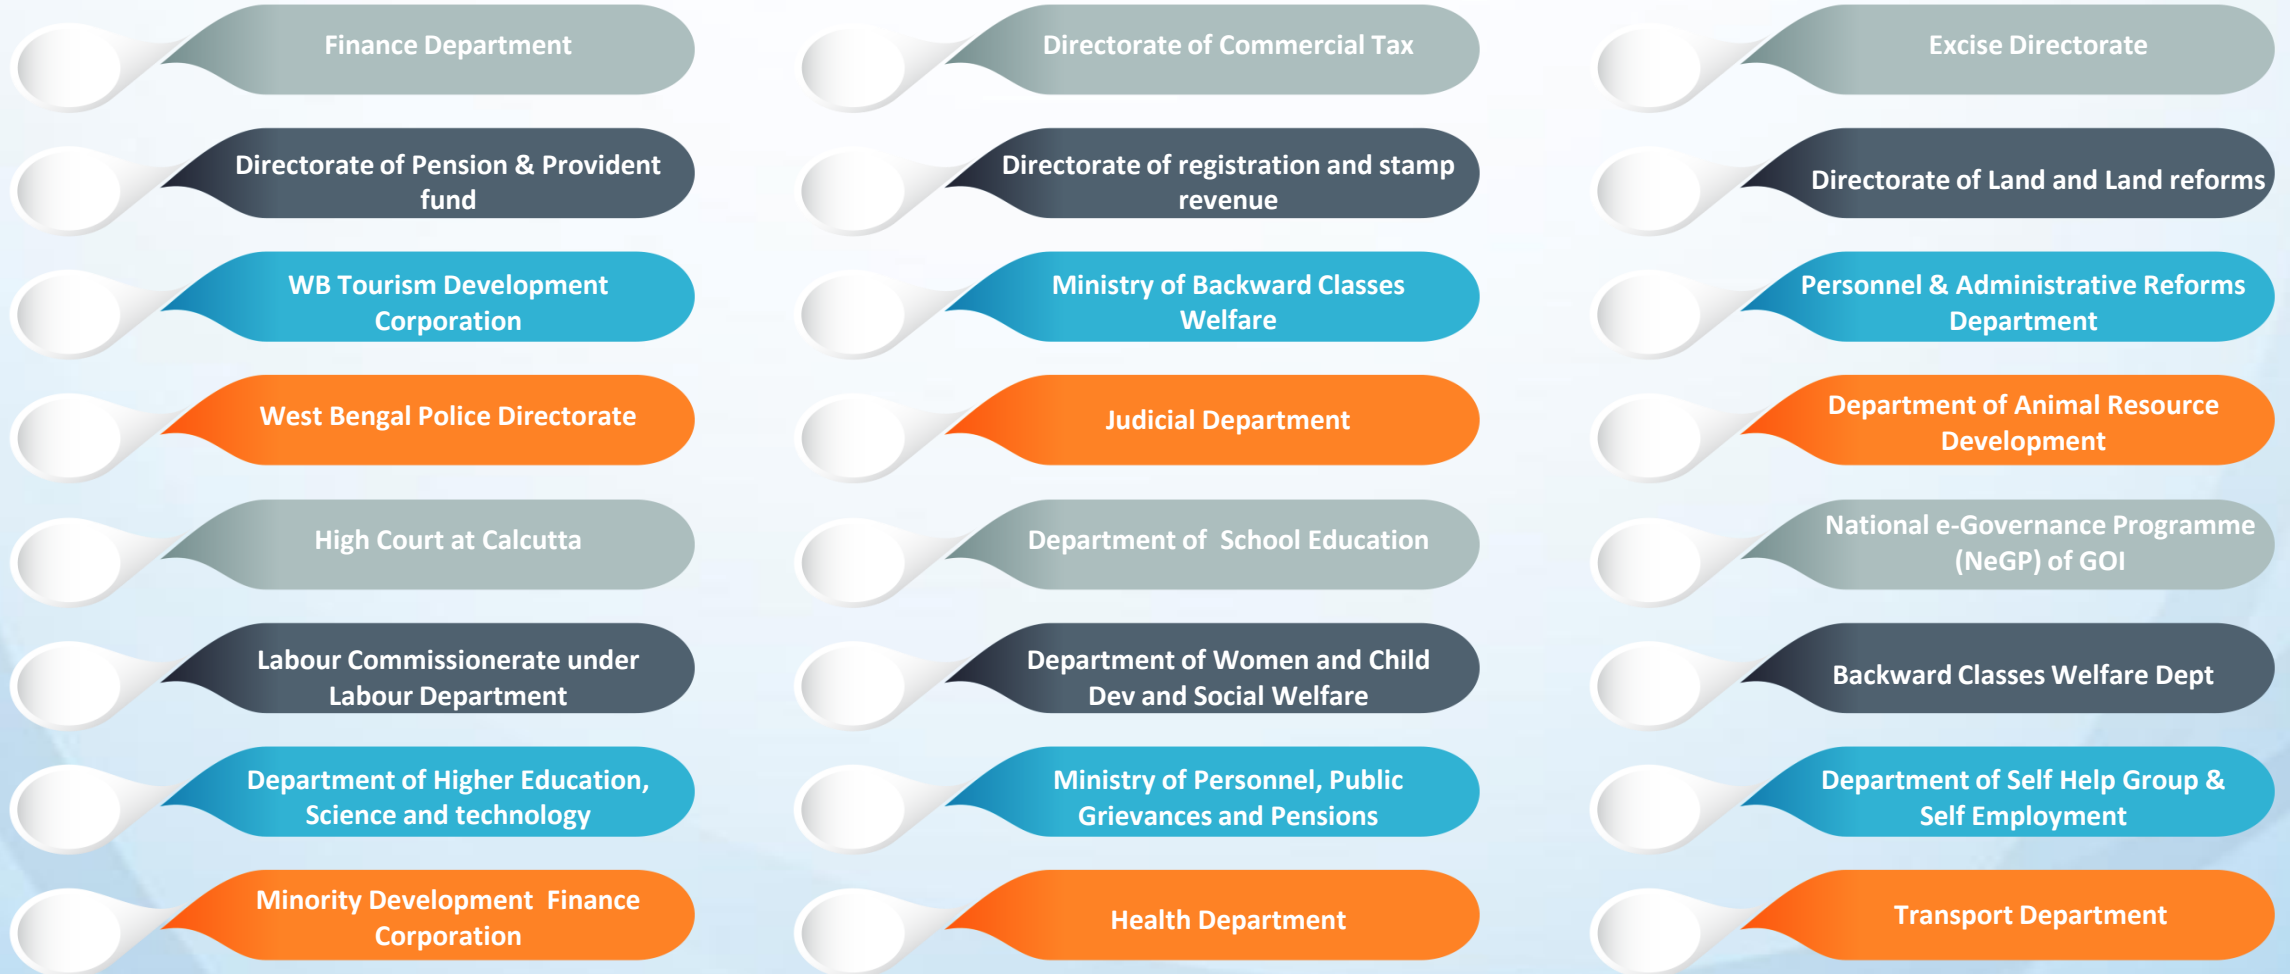 Finance Department
Directorate of Commercial Tax
Excise Directorate
Directorate of Pension & Provident
fund
Directorate of registration and stamp
revenue
Directorate of Land and Land reforms
WB Tourism Development
Corporation
Ministry of Backward Classes
Welfare
Personnel & Administrative Reforms
Department
West Bengal Police Directorate
Judicial Department
Department of Animal Resource
Development
High Court at Calcutta
Department of School Education
National e-Governance Programme
(NeGP) of GOI
Labour Commissionerate under
Labour Department
Department of Women and Child
Dev and Social Welfare
Backward Classes Welfare Dept
Department of Higher Education,
Science and technology
Ministry of Personnel, Public
Grievances and Pensions
Department of Self Help Group &
Self Employment
Minority Development Finance
Corporation
Health Department
Transport Department